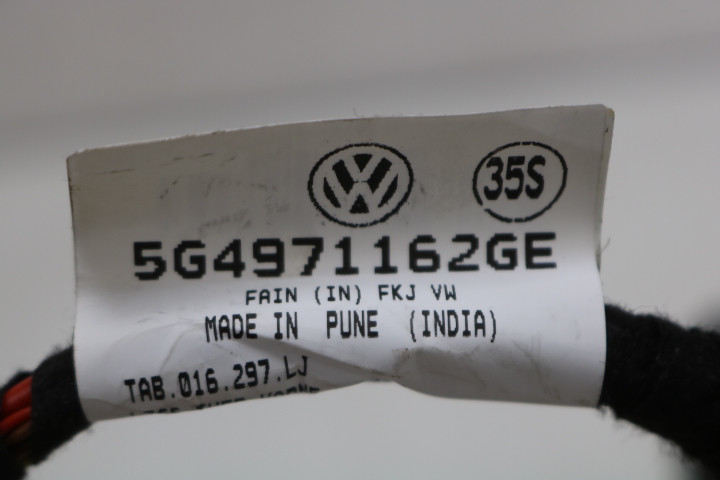 35S
5G4971162GE
FAIN (IN) FKJ VW
MADE IN PUNE (INDIA)
TAB.016.297.LJ